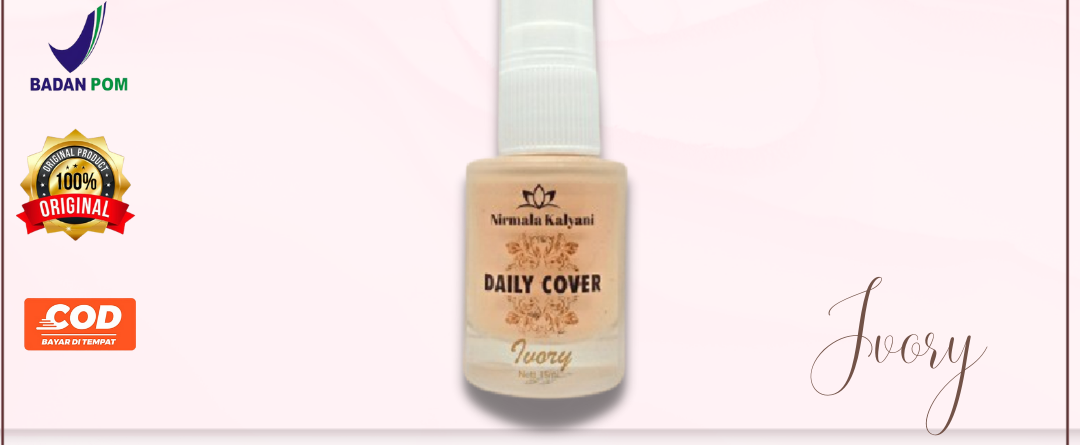 BADAN POM
ORIGINAL PRODUCT
100%
ORIGINAL
COD
BAYAR DI TEMPAT
Nirmala Kalyani
DAILY COVER
Ivory
Ivory